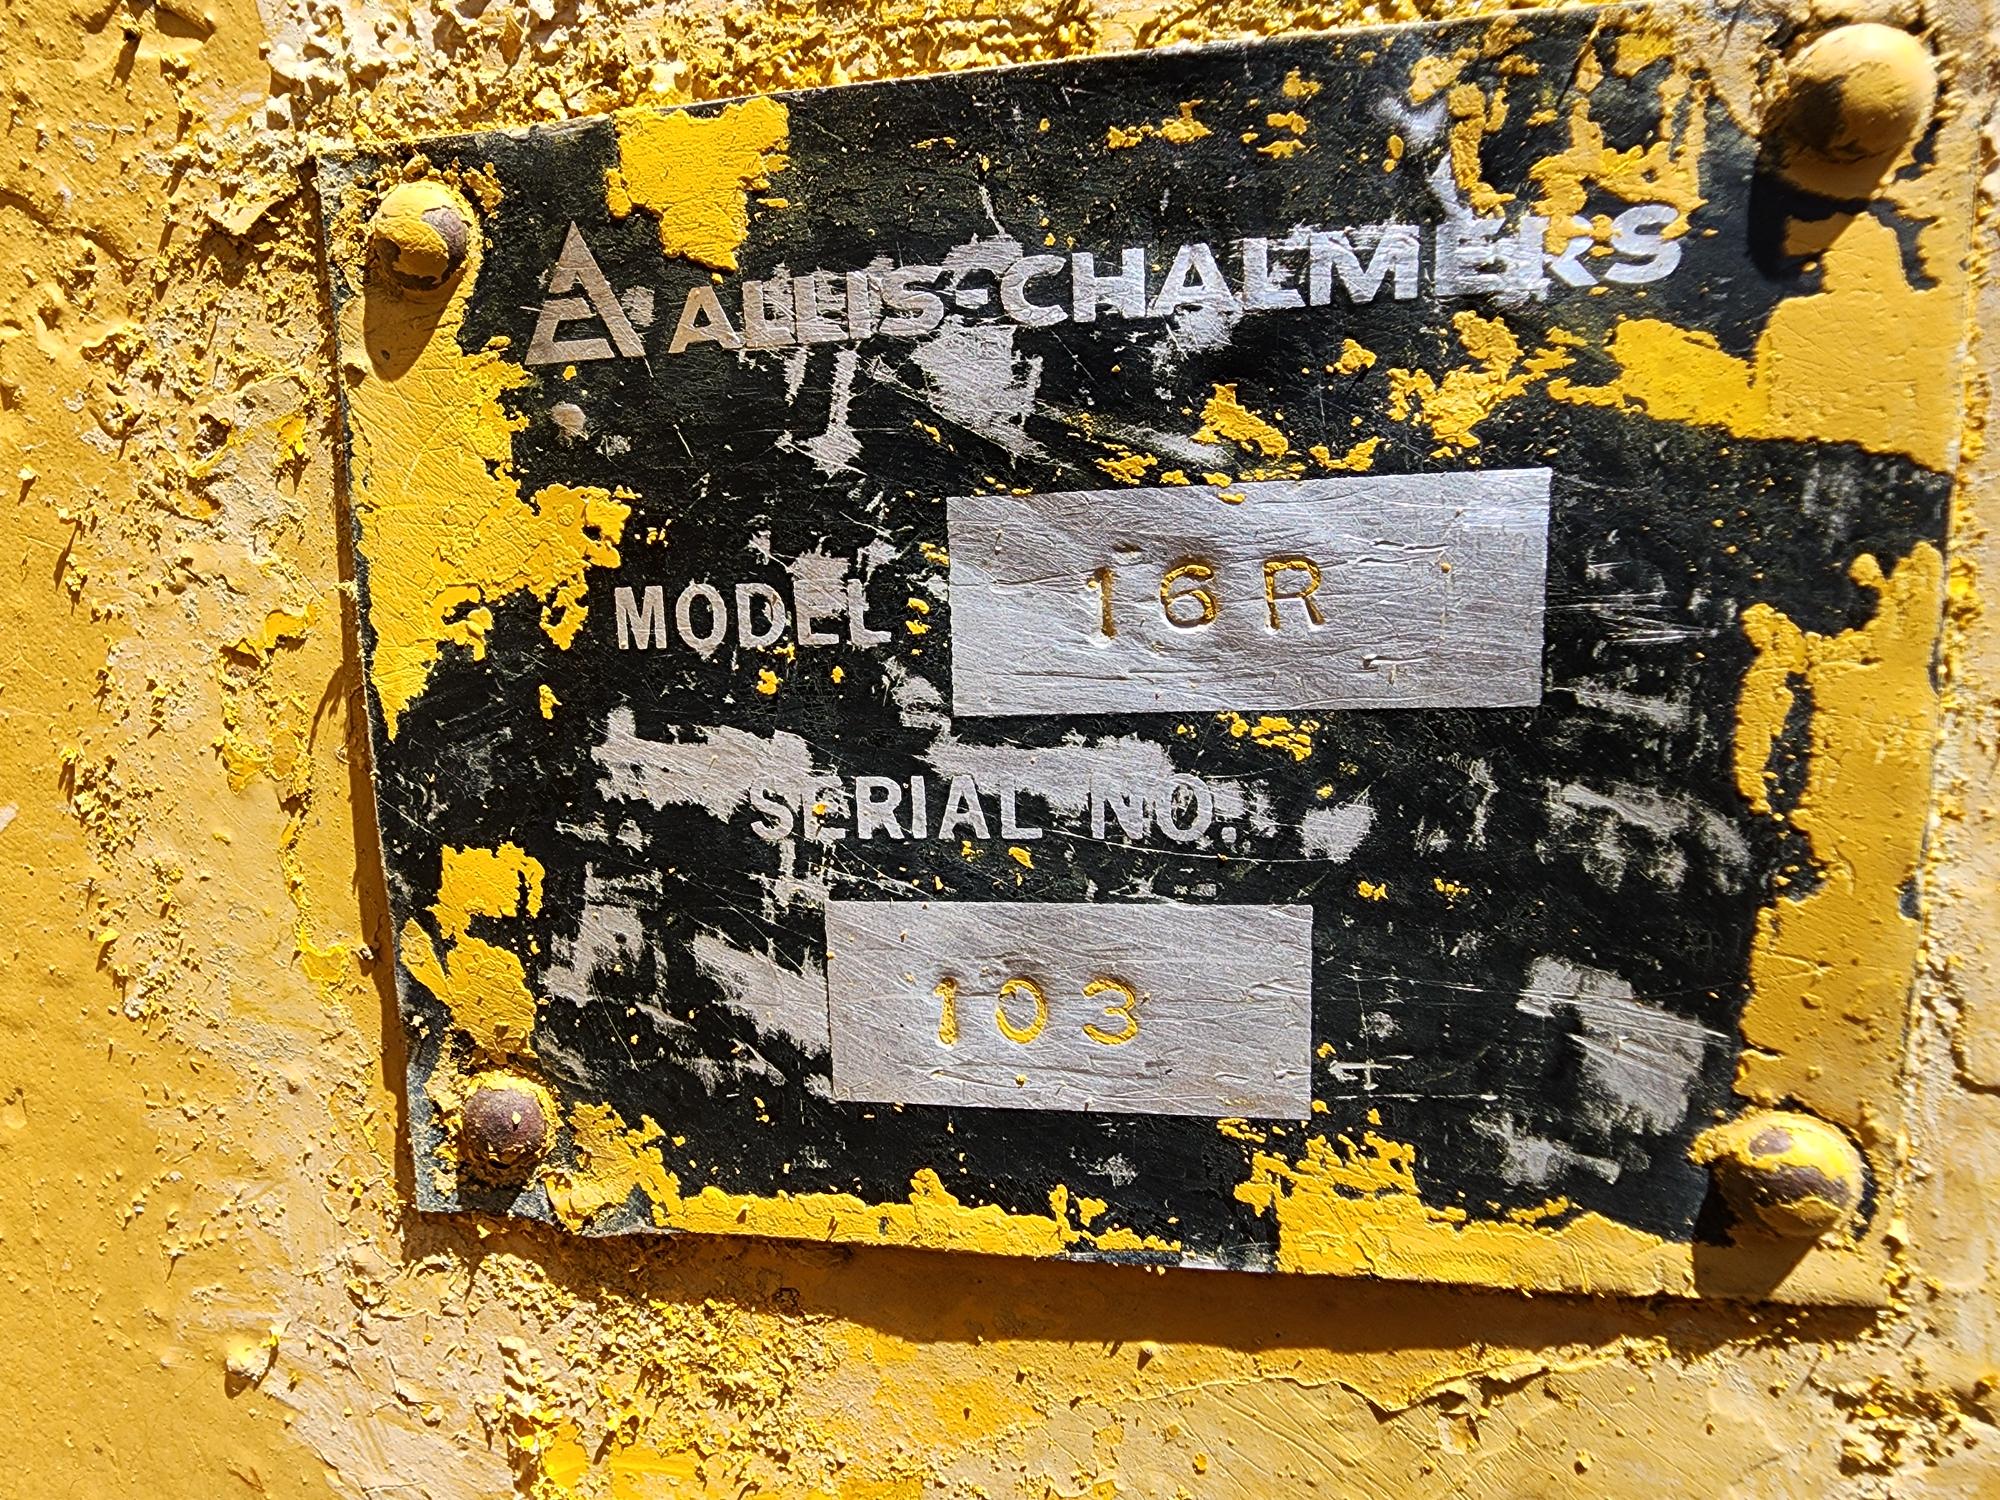 ALLIS-CHALMERS
MODEL 16R
SERIAL NO.
103